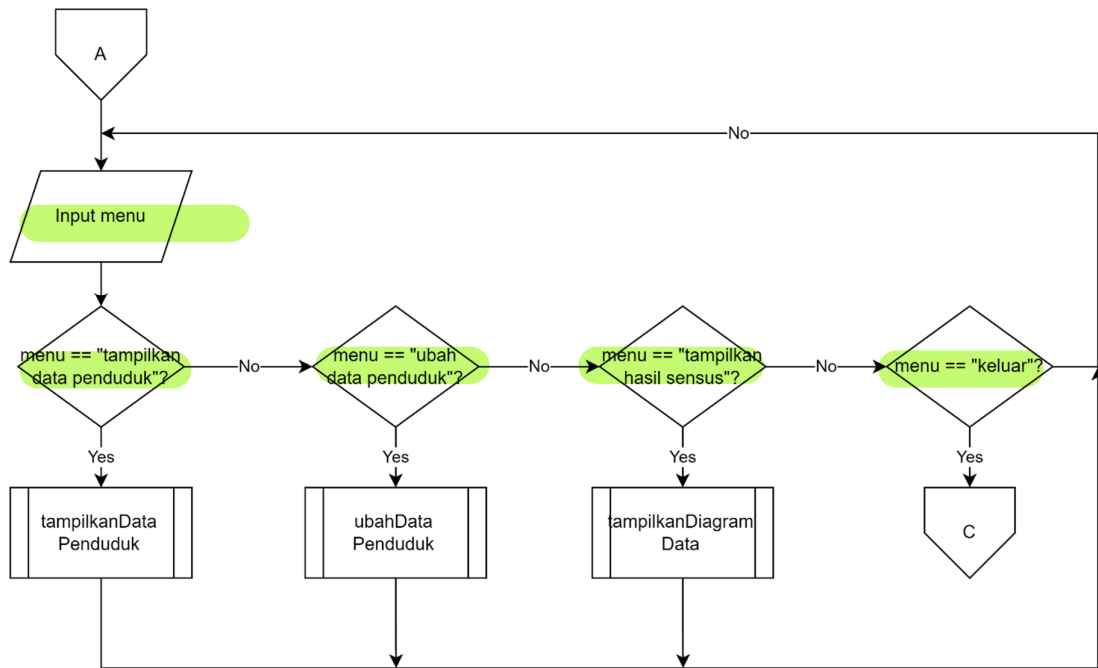 A
No
Input menu
menu == "tampilkan
data penduduk"?
No
menu == "ubah
data penduduk"?
No
menu == "tampilkan
hasil sensus"?
No
menu == "keluar"?
Yes
Yes
Yes
Yes
tampilkanData
Penduduk
ubahData
Penduduk
tampilkanDiagram
Data
C